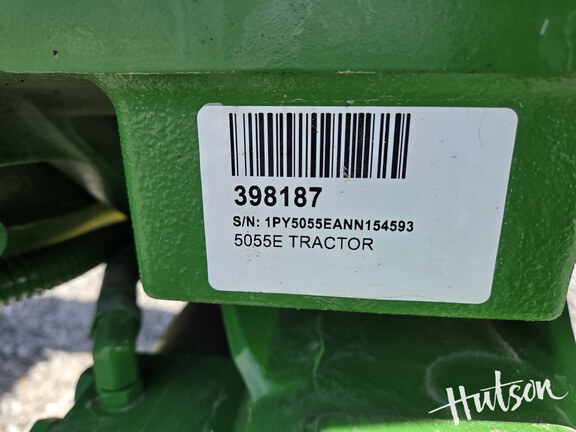 398187
S/N: 1PY5055EANN154593
5055E TRACTOR
Hutson